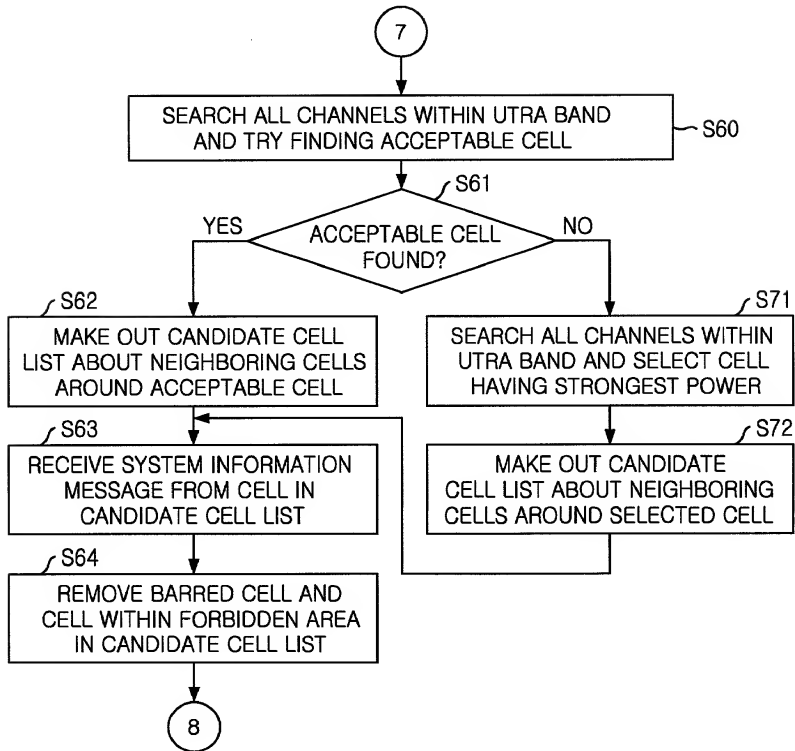 7
SEARCH ALL CHANNELS WITHIN UTRA BAND
AND TRY FINDING ACCEPTABLE CELL
S60
S61
YES
ACCEPTABLE CELL
FOUND?
NO
S62
MAKE OUT CANDIDATE CELL
LIST ABOUT NEIGHBORING CELLS
AROUND ACCEPTABLE CELL
S71
SEARCH ALL CHANNELS WITHIN
UTRA BAND AND SELECT CELL
HAVING STRONGEST POWER
S63
RECEIVE SYSTEM INFORMATION
MESSAGE FROM CELL IN
CANDIDATE CELL LIST
S72
MAKE OUT CANDIDATE
CELL LIST ABOUT NEIGHBORING
CELLS AROUND SELECTED CELL
S64
REMOVE BARRED CELL AND
CELL WITHIN FORBIDDEN AREA
IN CANDIDATE CELL LIST
8